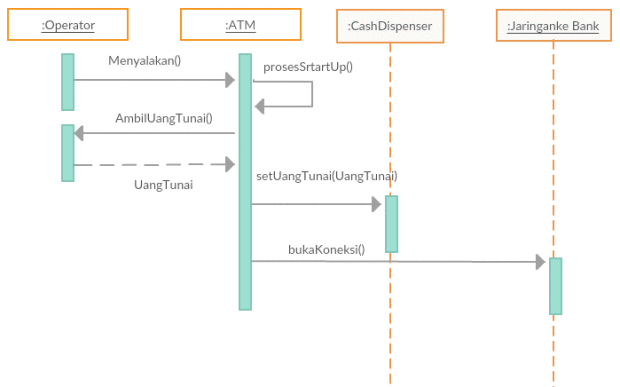 :Operator
:ATM
:CashDispenser
:Jaringanke Bank
Menyalakan()
prosesSrtartUp()
AmbilUangTunai()
UangTunai
setUangTunai(UangTunai)
bukaKoneksi()